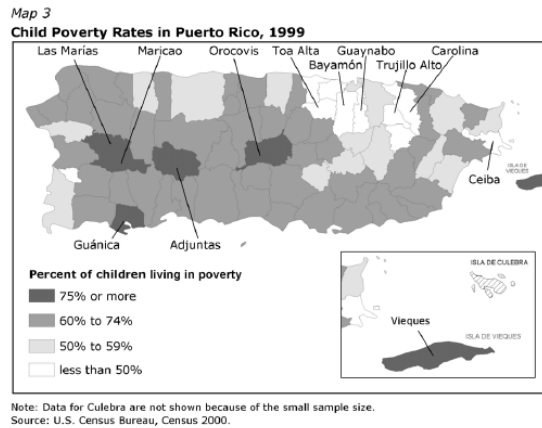 Map 3
Child Poverty Rates in Puerto Rico, 1999
Las Marías Maricao Orocovis Toa Alta Guaynabo Carolina
Bayamón Trujillo Alto
ISLA DE
VIEQUES
Ceiba
Guánica Adjuntas
Percent of children living in poverty
75% or more
60% to 74%
50% to 59%
less than 50%
ISLA DE CULEBRA
Vieques
ISLA DE VIEQUES
Note: Data for Culebra are not shown because of the small sample size.
Source: U.S. Census Bureau, Census 2000.